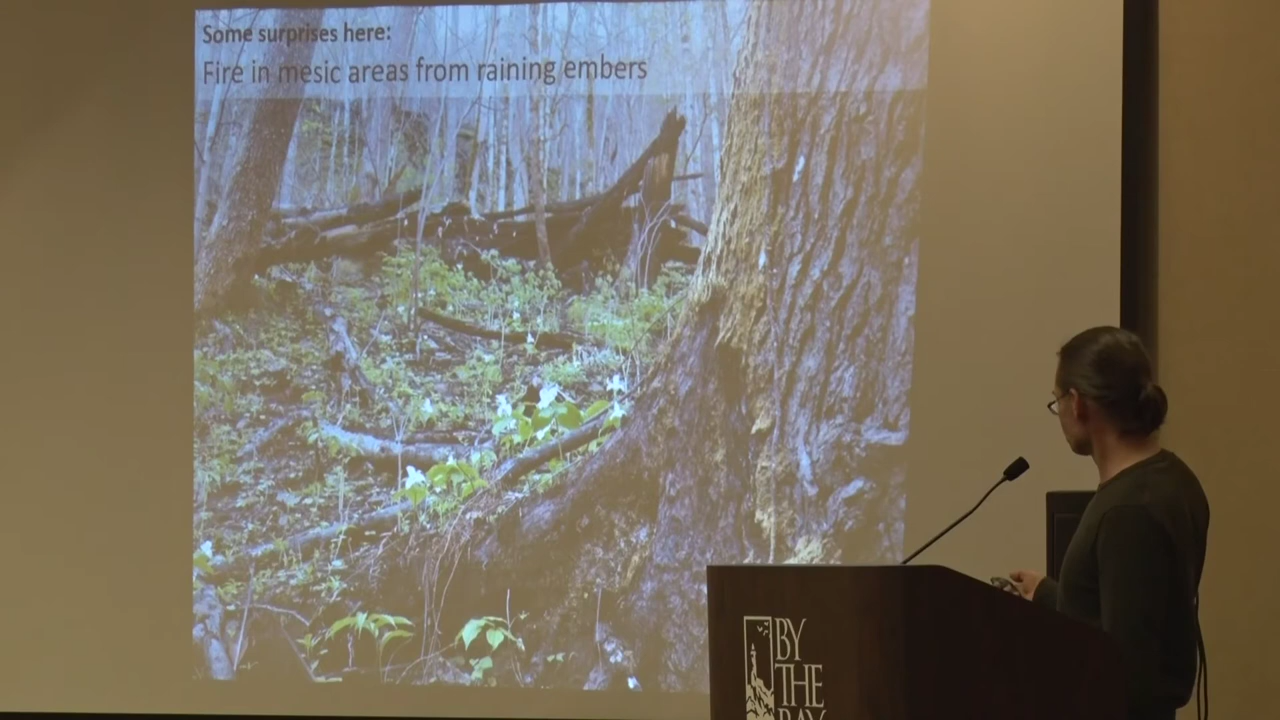 Some surprises here:
Fire in mesic areas from raining embers
BY
THE
BAY